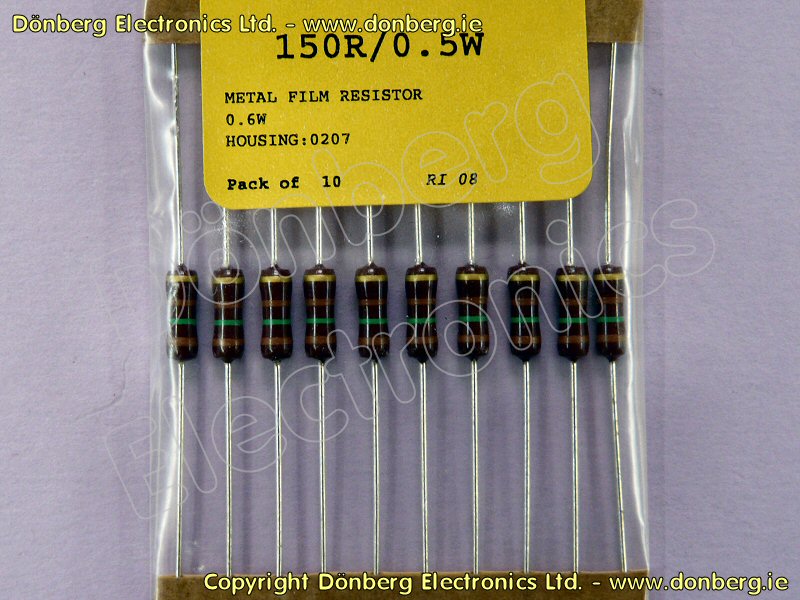 Dönberg Electronics Ltd. - www.donberg.ie
150R/0.5W
METAL FILM RESISTOR
0.6W
HOUSING:0207
Pack of 10 RI 08
Dönberg
Electronics
Copyright Dönberg Electronics Ltd. - www.donberg.ie